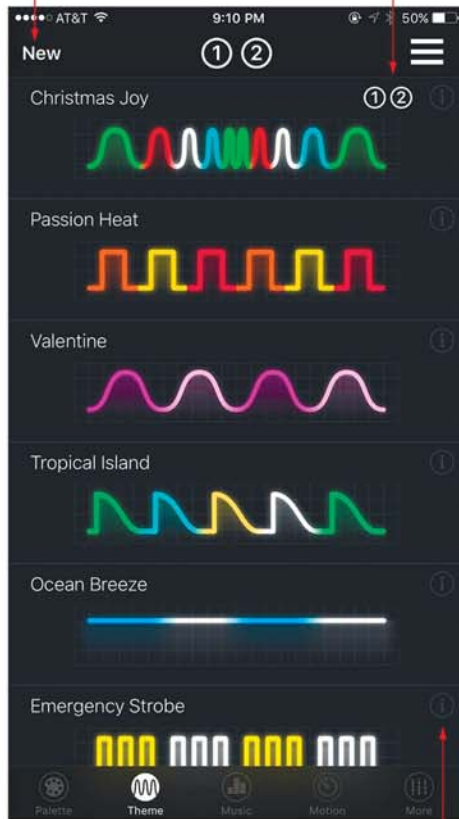 AT&T 9:10 PM 50%
New 1 2
Christmas Joy 1 2 i
Passion Heat i
Valentine i
Tropical Island i
Ocean Breeze i
Emergency Strobe i
Palette Theme Music Motion More